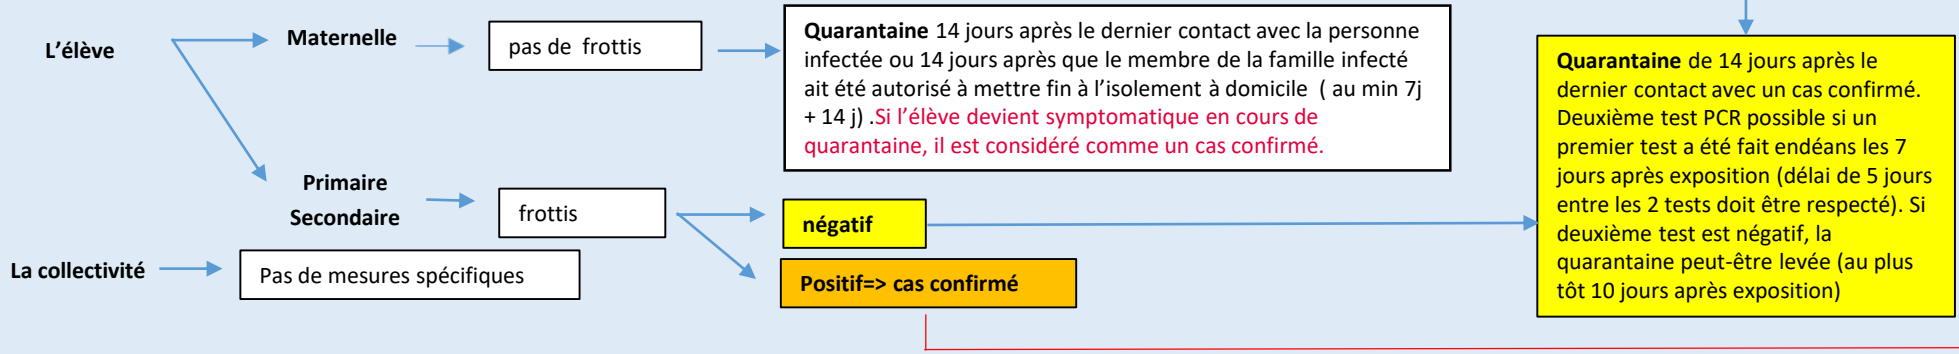 L'élève
Maternelle
pas de frottis
Quarantaine 14 jours après le dernier contact avec la personne
infectée ou 14 jours après que le membre de la famille infecté
ait été autorisé à mettre fin à l'isolement à domicile ( au min 7j
+ 14 j) .Si l'élève devient symptomatique en cours de
quarantaine, il est considéré comme un cas confirmé.
Primaire
Secondaire
frottis
négatif
Positif=> cas confirmé
Quarantaine de 14 jours après le
dernier contact avec un cas confirmé.
Deuxième test PCR possible si un
premier test a été fait endéans les 7
jours après exposition (délai de 5 jours
entre les 2 tests doit être respecté). Si
deuxième test est négatif, la
quarantaine peut-être levée (au plus
tôt 10 jours après exposition)
La collectivité
Pas de mesures spécifiques